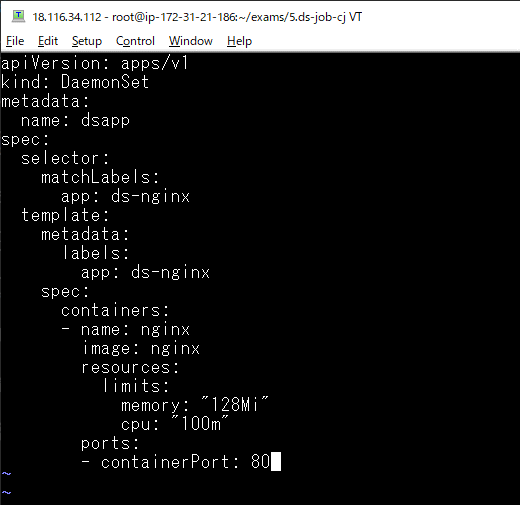 18.116.34.112 - root@ip-172-31-21-186:~/exams/5.ds-job-cj VT
File Edit Setup Control Window Help
apiVersion: apps/v1
kind: DaemonSet
metadata:
  name: dsapp
spec:
  selector:
    matchLabels:
      app: ds-nginx
  template:
    metadata:
      labels:
        app: ds-nginx
    spec:
      containers:
      - name: nginx
        image: nginx
        resources:
          limits:
            memory: "128Mi"
            cpu: "100m"
        ports:
        - containerPort: 80
~
~